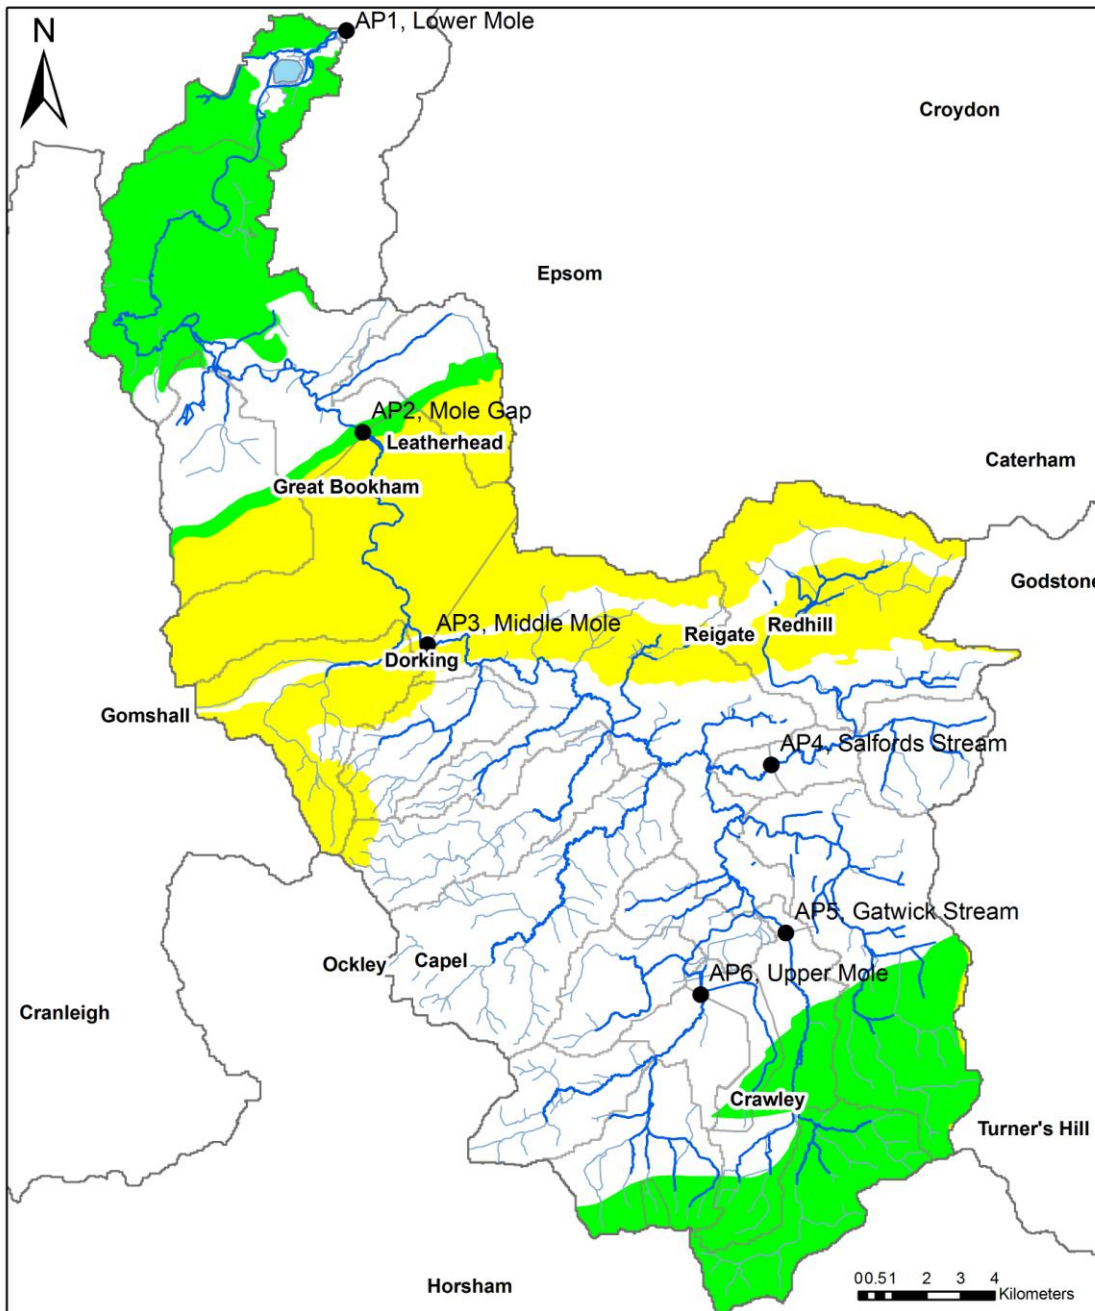 AP1, Lower Mole
N
Croydon
Epsom
AP2, Mole Gap
Leatherhead
Caterham
Great Bookham
Godstone
AP3, Middle Mole
Reigate
Redhill
Dorking
Gomshall
AP4, Salfords Stream
AP5, Gatwick Stream
Ockley
Capel
AP6, Upper Mole
Cranleigh
Crawley
Turner's Hill
Horsham
0 0.5 1 2 3 4
Kilometers